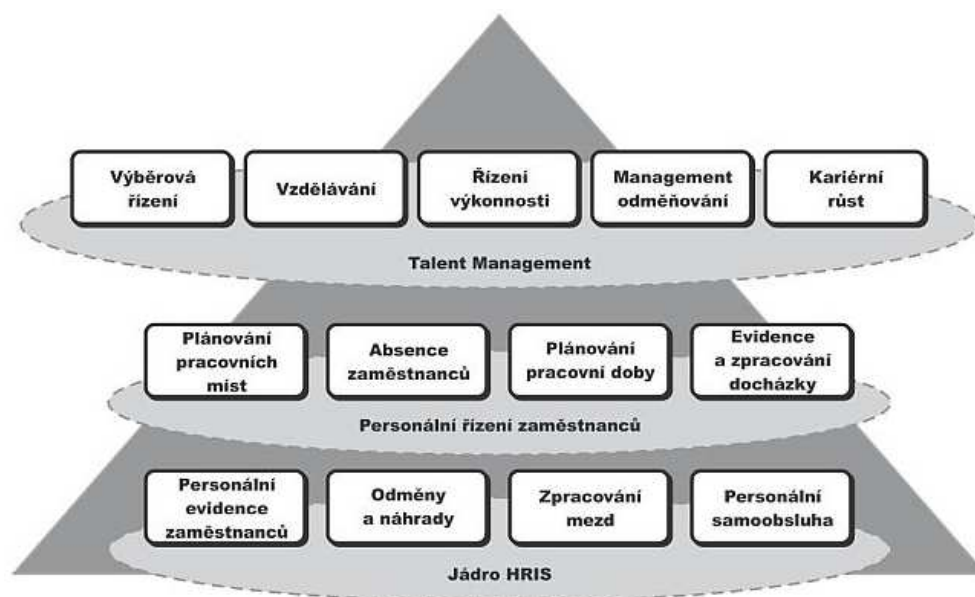 Výběrová
řízení
Vzdělávání
Řízení
výkonnosti
Management
odměňování
Kariérní
růst
Talent Management
Plánování
pracovních
míst
Absence
zaměstnanců
Plánování
pracovní doby
Evidence
a zpracování
docházky
Personální řízení zaměstnanců
Personální
evidence
zaměstnanců
Odměny
a náhrady
Zpracování
mezd
Personální
samoobsluha
Jádro HRIS